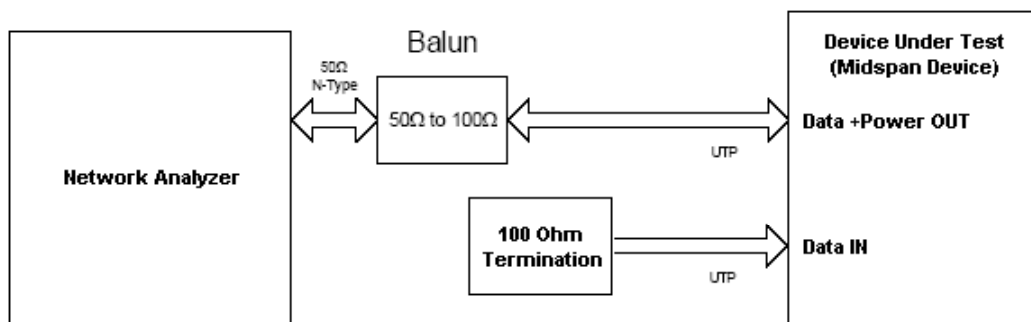 Balun
Device Under Test
(Midspan Device)
50Ω
N-Type
50Ω to 100Ω
Data +Power OUT
UTP
Network Analyzer
100 Ohm
Termination
Data IN
UTP